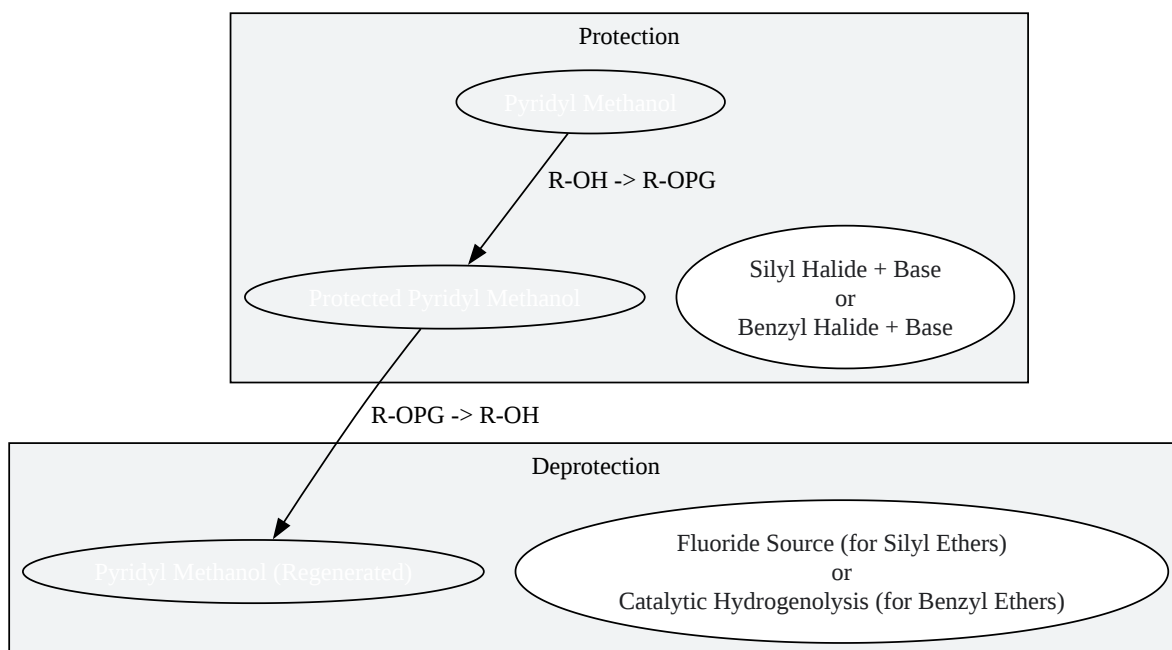 Protection
Pyridyl Methanol
R-OH -> R-OPG
Protected Pyridyl Methanol
Silyl Halide + Base
or
Benzyl Halide + Base
R-OPG -> R-OH
Deprotection
Pyridyl Methanol (Regenerated)
Fluoride Source (for Silyl Ethers)
or
Catalytic Hydrogenolysis (for Benzyl Ethers)